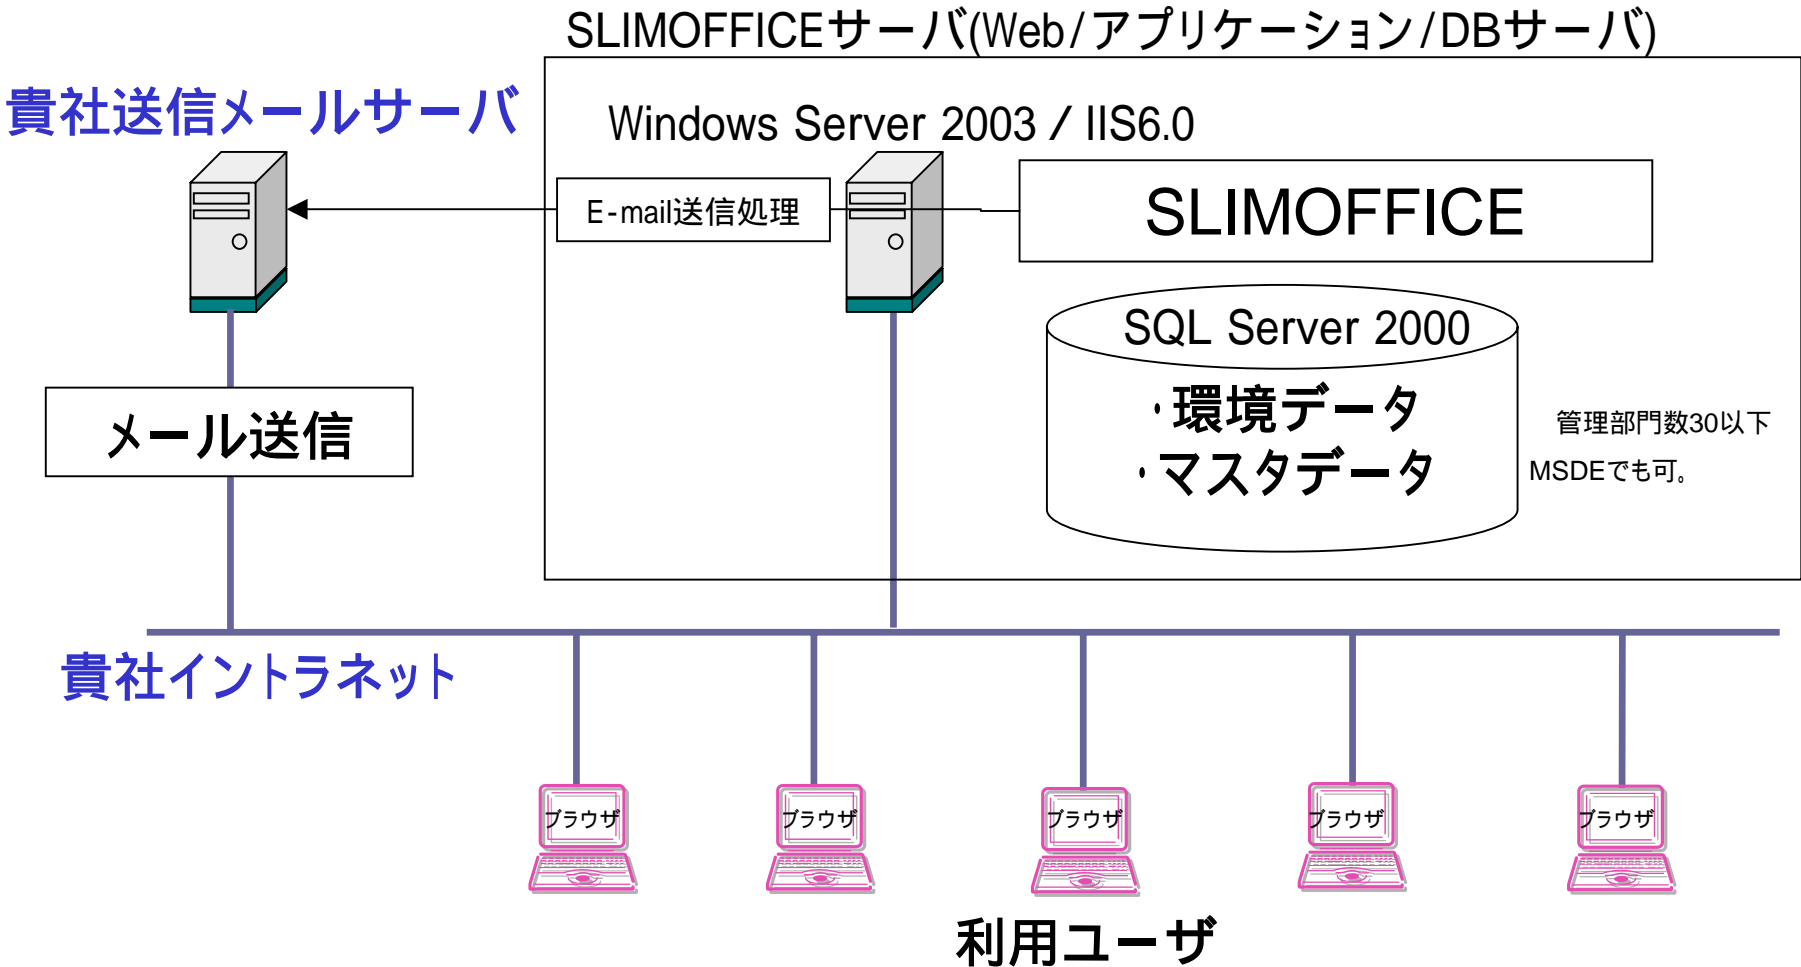 SLIMOFFICEサーバ(Web/アプリケーション/DBサーバ)
貴社送信メールサーバ
Windows Server 2003 / IIS6.0
E-mail送信処理
SLIMOFFICE
SQL Server 2000
・環境データ
・マスタデータ
管理部門数30以下
MSDEでも可。
メール送信
貴社イントラネット
ブラウザ
ブラウザ
ブラウザ
ブラウザ
ブラウザ
利用ユーザ